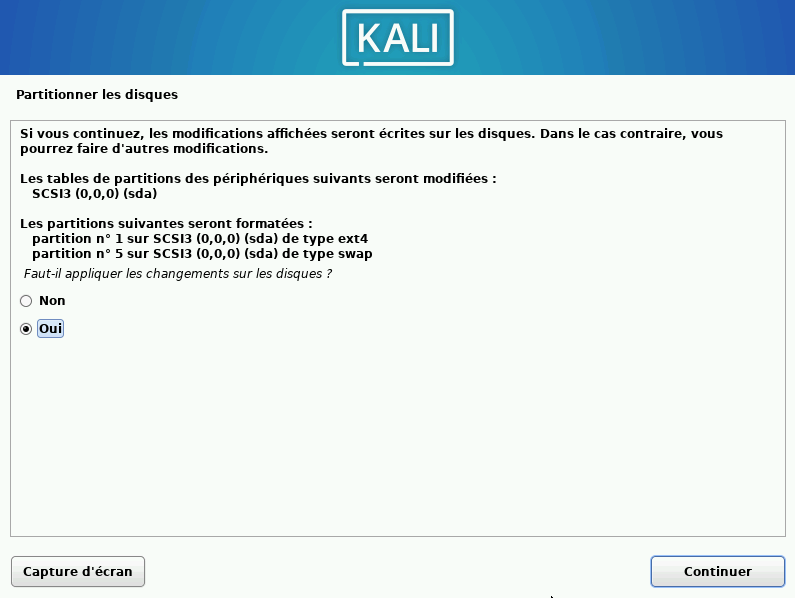 KALI
Partitionner les disques
Si vous continuez, les modifications affichées seront écrites sur les disques. Dans le cas contraire, vous
pourrez faire d'autres modifications.
Les tables de partitions des périphériques suivants seront modifiées :
SCSI3 (0,0,0) (sda)
Les partitions suivantes seront formatées :
partition n° 1 sur SCSI3 (0,0,0) (sda) de type ext4
partition n° 5 sur SCSI3 (0,0,0) (sda) de type swap
Faut-il appliquer les changements sur les disques ?
Non
Oui
Capture d'écran
Continuer